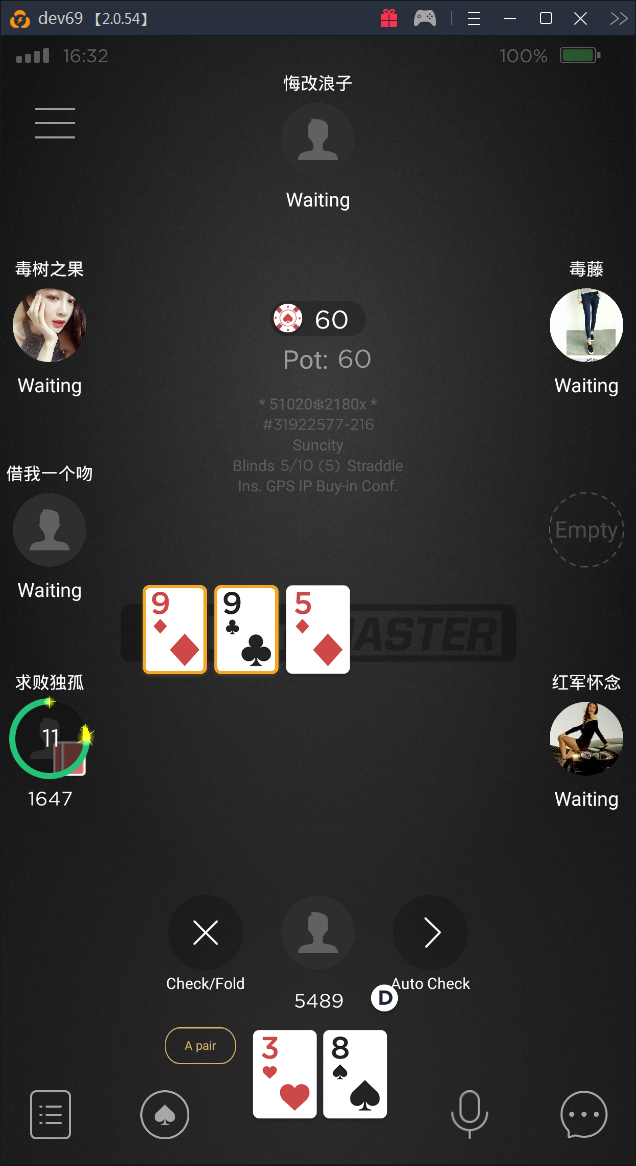 dev69 【2.0.54】
16:32
100%
悔改浪子
Waiting
毒树之果
毒藤
60
Waiting
Pot: 60
Waiting
* 51020❉2180x *
#31922577-216
Suncity
Blinds 5/10 (5) Straddle
Ins. GPS IP Buy-in Conf.
借我一个吻
Empty
Waiting
9
9
5
ASTER
求败独孤
红军怀念
11
1647
Waiting
Check/Fold
Auto Check
5489
D
A pair
3
8